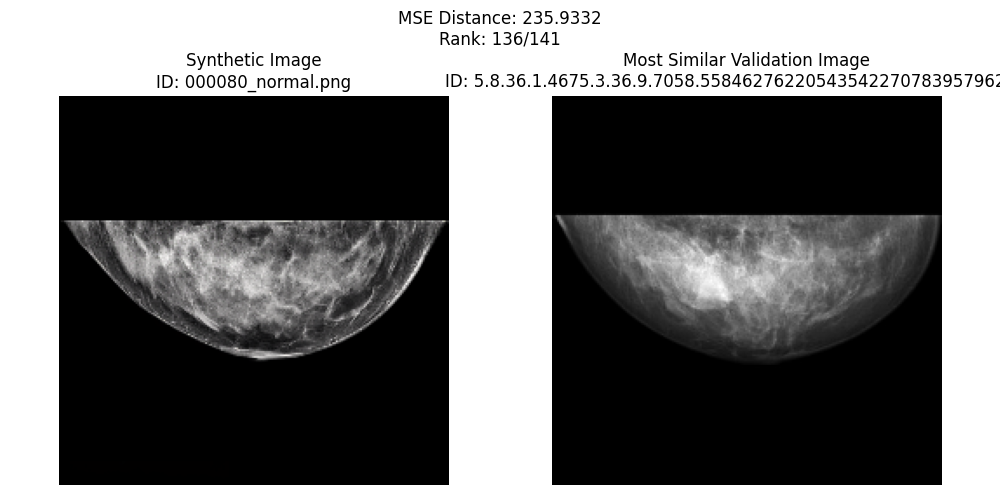 MSE Distance: 235.9332
Rank: 136/141
Synthetic Image
ID: 000080_normal.png
Most Similar Validation Image
ID: 5.8.36.1.4675.3.36.9.7058.55846276220543542270783957962